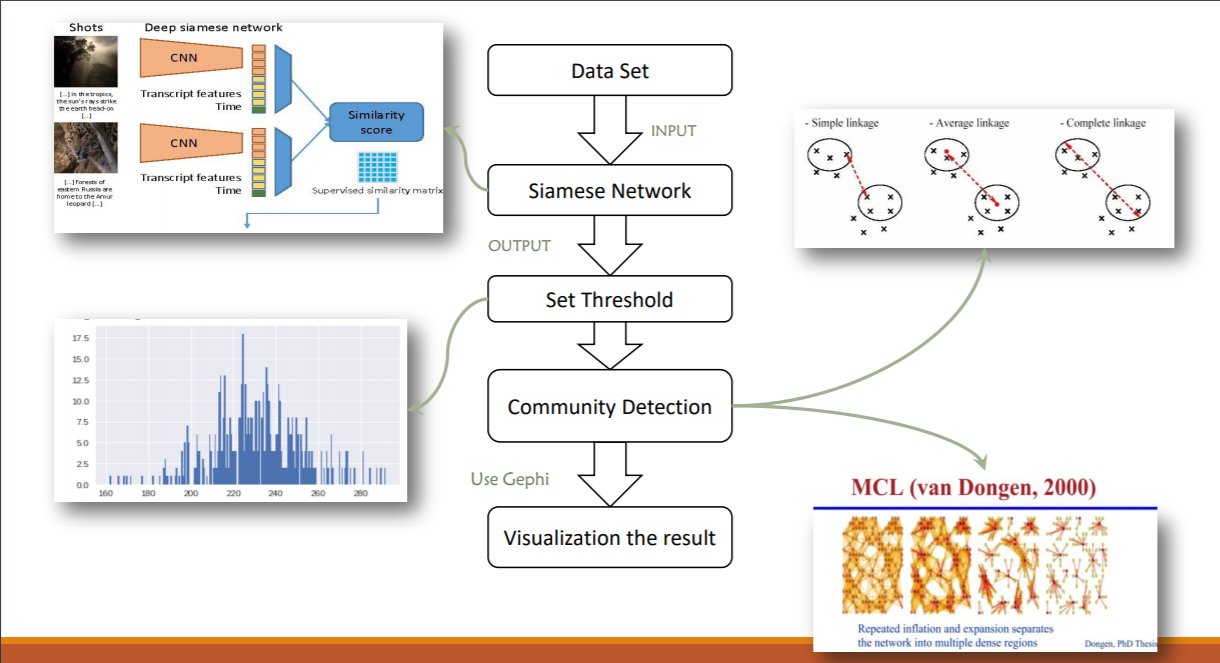 Shots
Deep siamese network
CNN
[...] in the tropics,
the sun's rays strike
the earth head-on
[...]
Transcript features
Time
CNN
[...] forests of
eastern Russia are
home to the Amur
leopard [...]
Transcript features
Time
Similarity
score
Supervised similarity matrix
Data Set
INPUT
Siamese Network
OUTPUT
Set Threshold
Community Detection
Use Gephi
Visualization the result
- Simple linkage
- Average linkage
- Complete linkage
17.5
15.0
12.5
10.0
7.5
5.0
2.5
0.0
160 180 200 220 240 260 280
MCL (van Dongen, 2000)
Repeated inflation and expansion separates
the network into multiple dense regions
Dongen, PhD Thesis